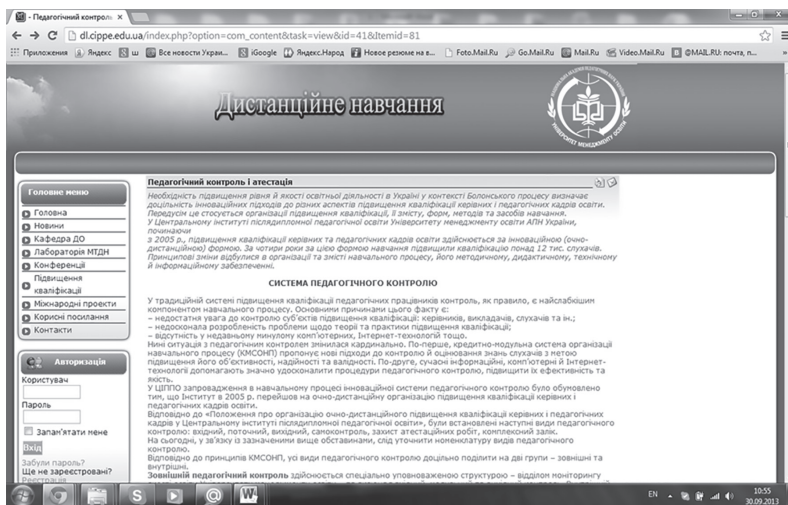 - Педагогічний контроль
dl.cippe.edu.ua/index.php?option=com_content&task=view&id=41&Itemid=81
Приложения Яндекс ш Все новости Украи... iGoogle Яндекс.Народ Новое резюме на в... Foto.Mail.Ru Go.Mail.Ru Mail.Ru Video.Mail.Ru @MAIL.RU: почта, п...
Дистанційне навчання
УНІВЕРСИТЕТ МЕНЕДЖМЕНТУ ОСВІТИ
Головне меню
Головна
Новини
Кафедра ДО
Лабораторія МТДН
Конференції
Підвищення
кваліфікації
Міжнародні проекти
Корисні посилання
Контакти
Авторизація
Користувач
Пароль
Запам'ятати мене
Вхід
Забули пароль?
Ще не зареєстровані?
Реєстрація
Педагогічний контроль і атестація
Необхідність підвищення рівня й якості освітньої діяльності в Україні у контексті Болонського процесу визначає
доцільність інноваційних підходів до різних аспектів підвищення кваліфікації керівних і педагогічних кадрів освіти.
Передусім це стосується організації підвищення кваліфікації, її змісту, форм, методів та засобів навчання.
У Центральному інституті післядипломної педагогічної освіти Університету менеджменту освіти АПН України,
починаючи
з 2005 р., підвищення кваліфікації керівних та педагогічних кадрів освіти здійснюється за інноваційною (очно-
дистанційною) формою. За чотири роки за цією формою навчання підвищили кваліфікацію понад 12 тис. слухачів.
Принципові зміни відбулися в організації та змісті навчального процесу, його методичному, дидактичному, технічному
й інформаційному забезпеченні.
СИСТЕМА ПЕДАГОГІЧНОГО КОНТРОЛЮ
У традиційній системі підвищення кваліфікації педагогічних працівників контроль, як правило, є найслабкішим
компонентом навчального процесу. Основними причинами цього факту є:
– недостатня увага до контролю суб'єктів підвищення кваліфікації: керівників, викладачів, слухачів та ін.;
– недосконала розробленість проблеми щодо теорії та практики підвищення кваліфікації;
– відсутність у недавньому минулому комп'ютерних, Інтернет-технологій тощо.
Нині ситуація з педагогічним контролем змінилася кардинально. По-перше, кредитно-модульна система організації
навчального процесу (КМСОНП) пропонує нові підходи до контролю й оцінювання знань слухачів з метою
підвищення його об'єктивності, надійності та валідності. По-друге, сучасні інформаційні, комп'ютерні й Інтернет-
технології допомагають значно удосконалити процедури педагогічного контролю, підвищити їх ефективність та
якість.
У ЦІППО запровадження в навчальному процесі інноваційної системи педагогічного контролю було обумовлено
тим, що Інститут в 2005 р. перейшов на очно-дистанційну організацію підвищення кваліфікації керівних і
педагогічних кадрів освіти.
Відповідно до «Положення про організацію очно-дистанційного підвищення кваліфікації керівних і педагогічних
кадрів у Центральному інституті післядипломної педагогічної освіти», були встановлені наступні види педагогічного
контролю: вхідний, поточний, вихідний, самоконтроль, захист атестаційних робіт, комплексний залік.
На сьогодні, у зв'язку із зазначеними вище обставинами, слід уточнити номенклатуру видів педагогічного
контролю.
Відповідно до принципів КМСОНП, усі види педагогічного контролю доцільно поділити на дві групи – зовнішні та
внутрішні.
Зовнішній педагогічний контроль здійснюється спеціально уповноваженою структурою – відділом моніторингу
EN
10:55
30.09.2013